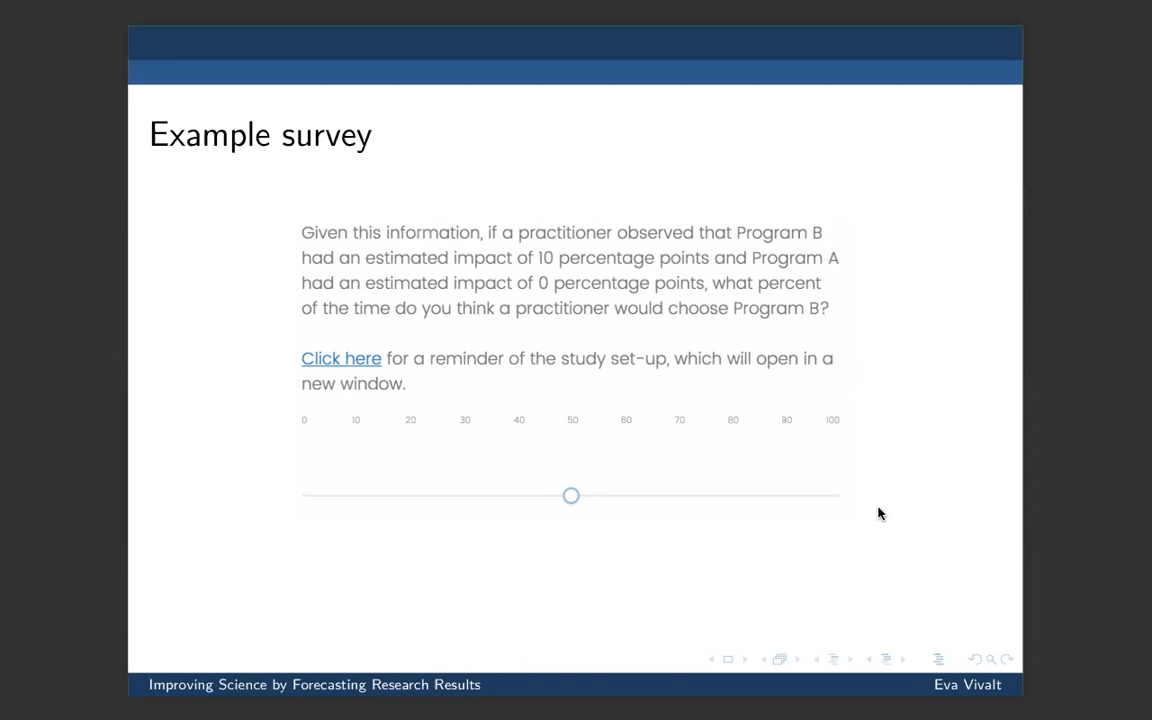 Example survey
Given this information, if a practitioner observed that Program B
had an estimated impact of 10 percentage points and Program A
had an estimated impact of 0 percentage points, what percent
of the time do you think a practitioner would choose Program B?
Click here for a reminder of the study set-up, which will open in a
new window.
0 10 20 30 40 50 60 70 80 90 100
Improving Science by Forecasting Research Results Eva Vivalt